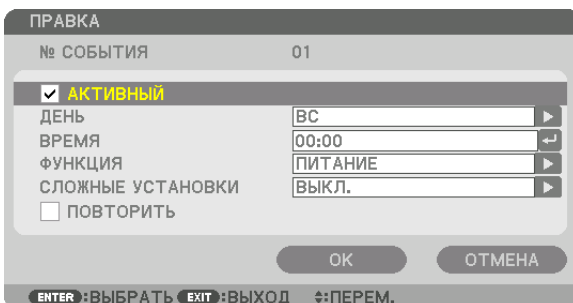 ПРАВКА
№ СОБЫТИЯ 01
АКТИВНЫЙ
ДЕНЬ ВС
ВРЕМЯ 00:00
ФУНКЦИЯ ПИТАНИЕ
СЛОЖНЫЕ УСТАНОВКИ ВЫКЛ.
ПОВТОРИТЬ
ОК ОТМЕНА
ENTER :ВЫБРАТЬ EXIT :ВЫХОД :ПЕРЕМ.